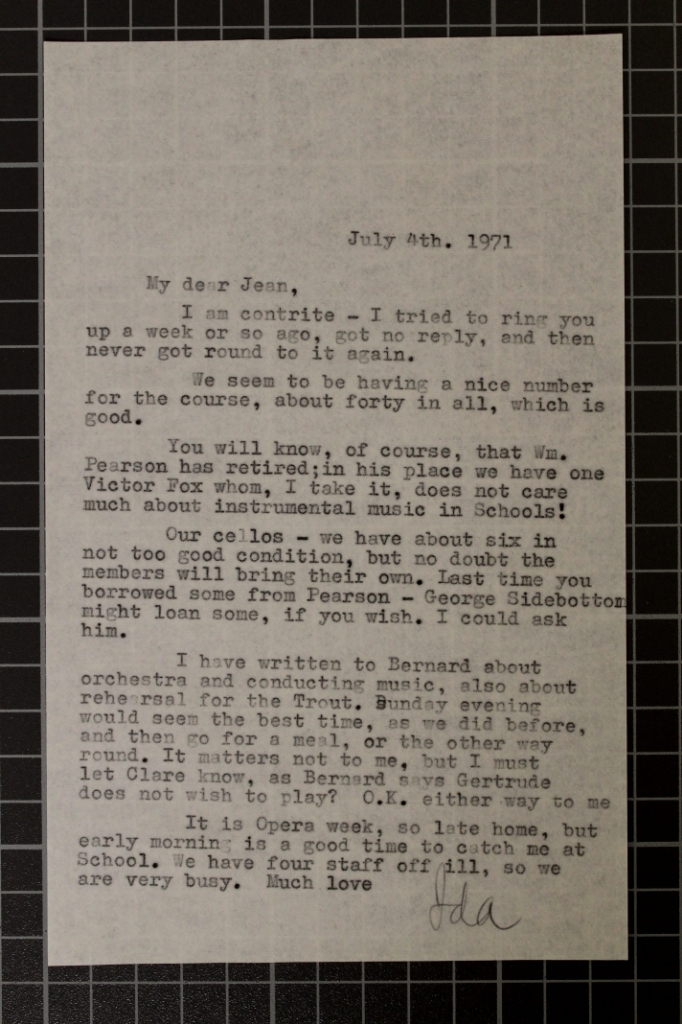 July 4th. 1971
My dear Jean,
I am contrite - I tried to ring you
up a week or so ago, got no reply, and then
never got round to it again.
We seem to be having a nice number
for the course, about forty in all, which is
good.
You will know, of course, that Wm.
Pearson has retired;in his place we have one
Victor Fox whom, I take it, does not care
much about instrumental music in Schools!
Our cellos - we have about six in
not too good condition, but no doubt the
members will bring their own. Last time you
borrowed some from Pearson - George Sidebottom
might loan some, if you wish. I could ask
him.
I have written to Bernard about
orchestra and conducting music, also about
rehearsal for the Trout. Sunday evening
would seem the best time, as we did before,
and then go for a meal, or the other way
round. It matters not to me, but I must
let Clare know, as Bernard says Gertrude
does not wish to play? O.K. either way to me
It is Opera week, so late home, but
early morning is a good time to catch me at
School. We have four staff off ill, so we
are very busy. Much love
Ida